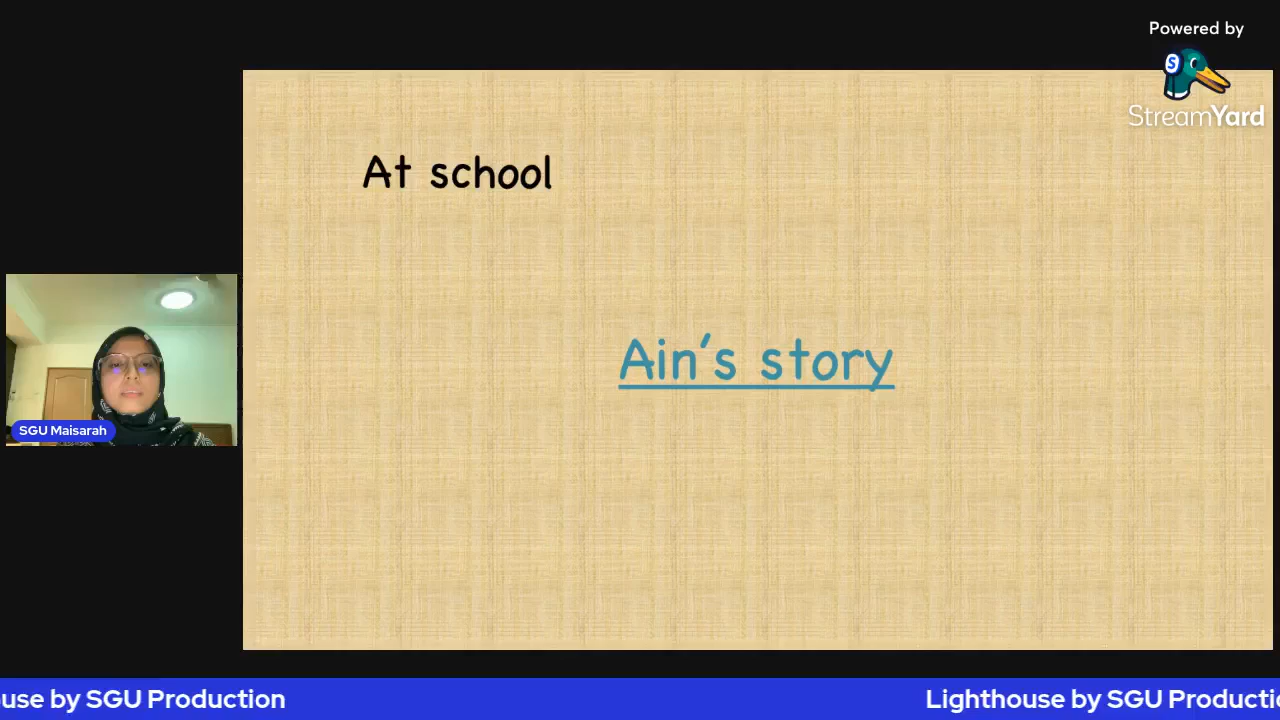 Powered by
StreamYard
At school
Ain's story
SGU Maisarah
use by SGU Production
Lighthouse by SGU Productio